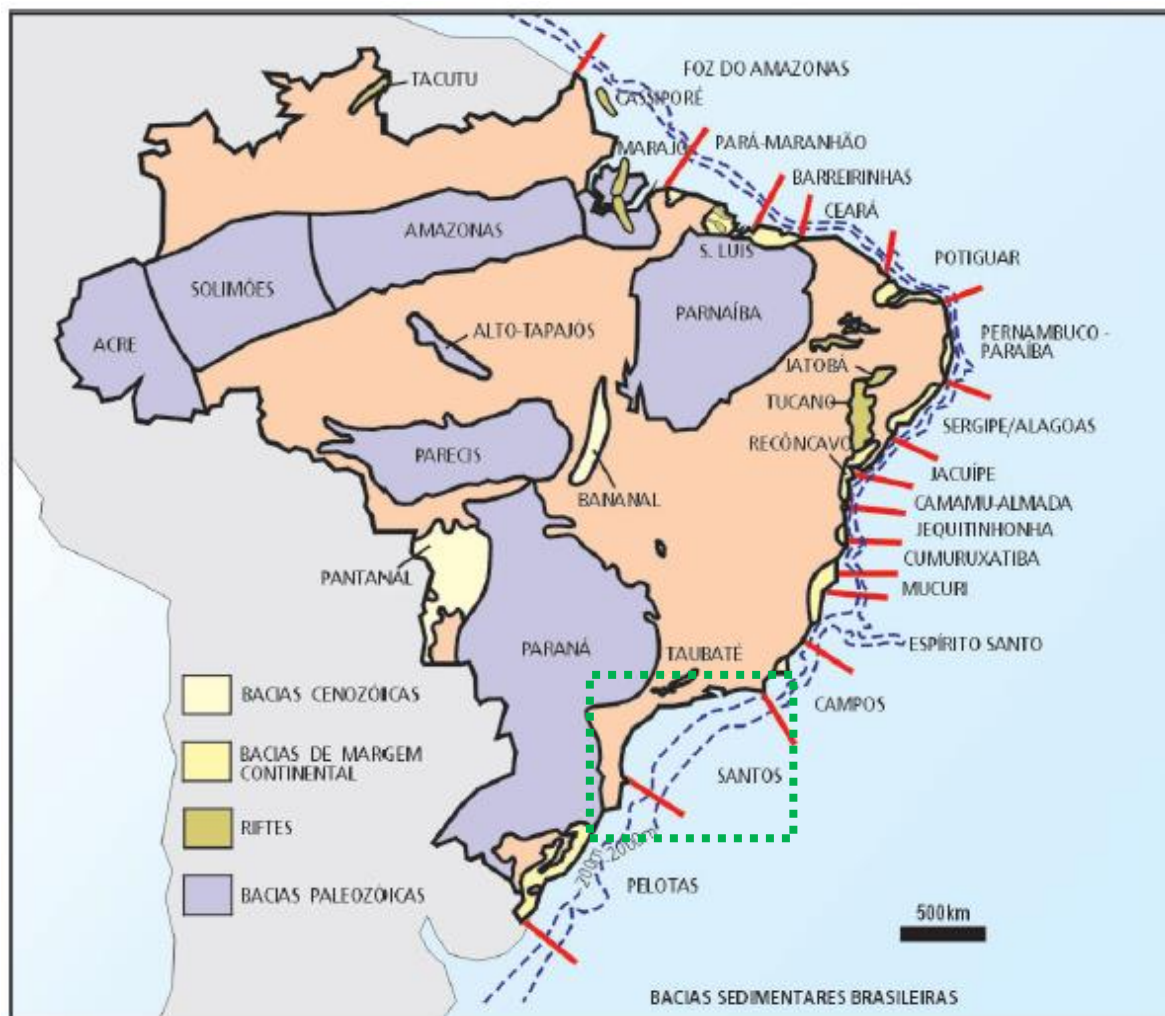 TACUTU
FOZ DO AMAZONAS
CASSIPORÉ
MARAJÓ
PARÁ-MARANHÃO
BARREIRINHAS
CEARÁ
AMAZONAS
S. LUIS
POTIGUAR
SOLIMÕES
PARNAÍBA
ACRE
ALTO-TAPAJÓS
PERNAMBUCO -
PARAÍBA
JATOBÁ
TUCANO
SERGIPE/ALAGOAS
RECÔNCAVO
PARECIS
JACUÍPE
BANANAL
CAMAMU-ALMADA
JEQUITINHONHA
CUMURUXATIBA
PANTANAL
MUCURI
ESPÍRITO SANTO
PARANÁ
TAUBATÉ
CAMPOS
SANTOS
BACIAS CENOZÓICAS
BACIAS DE MARGEM
CONTINENTAL
RIFTES
BACIAS PALEOZÓICAS
200m
2000m
PELOTAS
500km
BACIAS SEDIMENTARES BRASILEIRAS